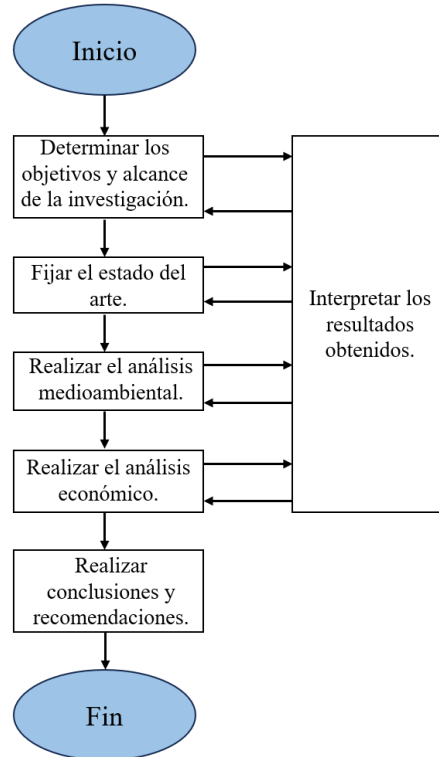 Inicio
Determinar los
objetivos y alcance
de la investigación.
Fijar el estado del
arte.
Interpretar los
resultados
obtenidos.
Realizar el análisis
medioambiental.
Realizar el análisis
económico.
Realizar
conclusiones y
recomendaciones.
Fin